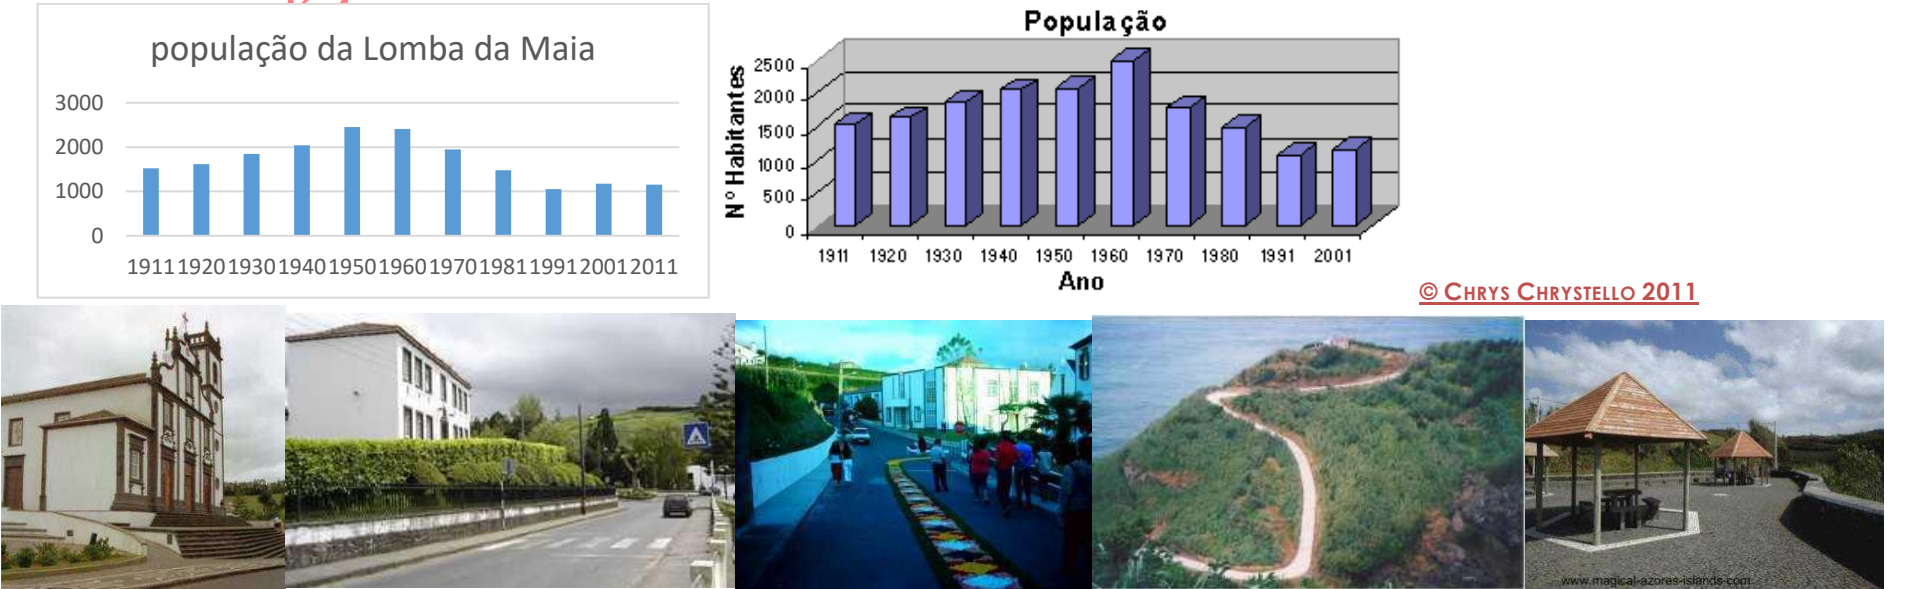 população da Lomba da Maia
3000
2000
1000
0
1911 1920 1930 1940 1950 1960 1970 1981 1991 2001 2011
População
Nº Habitantes
2500
2000
1500
1000
500
0
1911 1920 1930 1940 1950 1960 1970 1980 1991 2001
Ano
© CHRYS CHRYSTELLO 2011
www.magical-azores-islands.com